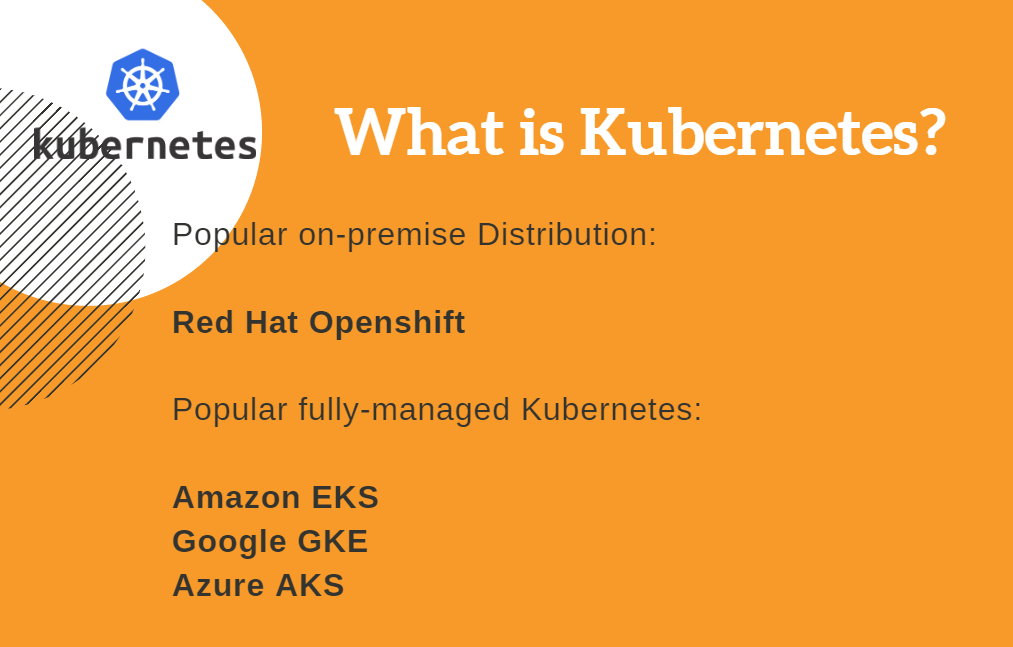 kubernetes
What is Kubernetes?
Popular on-premise Distribution:
Red Hat Openshift
Popular fully-managed Kubernetes:
Amazon EKS
Google GKE
Azure AKS